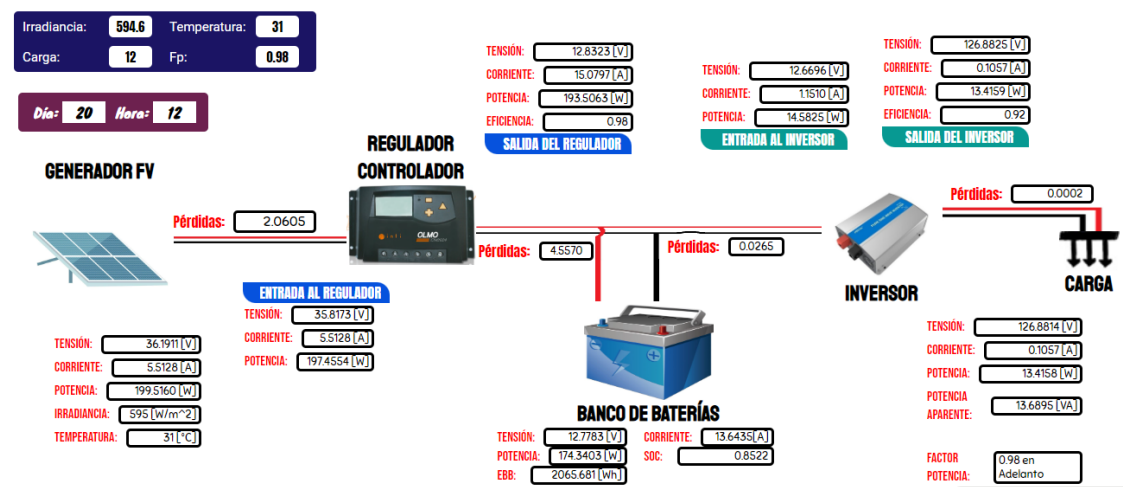 Irradiancia: 594.6 Temperatura: 31
Carga: 12 Fp: 0.98
Día: 20 Hora: 12
GENERADOR FV
REGULADOR
CONTROLADOR
TENSIÓN: 12.8323 [V]
CORRIENTE: 15.0797 [A]
POTENCIA: 193.5063 [W]
EFICIENCIA: 0.98
SALIDA DEL REGULADOR
TENSIÓN: 12.6696 [V]
CORRIENTE: 1.1510 [A]
POTENCIA: 14.5825 [W]
ENTRADA AL INVERSOR
TENSIÓN: 126.8825 [V]
CORRIENTE: 0.1057 [A]
POTENCIA: 13.4159 [W]
EFICIENCIA: 0.92
SALIDA DEL INVERSOR
Pérdidas: 2.0605
OLMO
Pérdidas: 4.5570
Pérdidas: 0.0265
Pérdidas: 0.0002
INVERSOR
CARGA
ENTRADA AL REGULADOR
TENSIÓN: 35.8173 [V]
CORRIENTE: 5.5128 [A]
POTENCIA: 197.4554 [W]
TENSIÓN: 36.1911 [V]
CORRIENTE: 5.5128 [A]
POTENCIA: 199.5160 [W]
IRRADIANCIA: 595 [W/m^2]
TEMPERATURA: 31 [°C]
BANCO DE BATERÍAS
TENSIÓN: 12.7783 [V] CORRIENTE: 13.6435[A]
POTENCIA: 174.3403 [W] SOC: 0.8522
EBB: 2065.681 [Wh]
TENSIÓN: 126.8814 [V]
CORRIENTE: 0.1057 [A]
POTENCIA: 13.4158 [W]
POTENCIA
APARENTE: 13.6895 [VA]
FACTOR
POTENCIA: 0.98 en
Adelanto